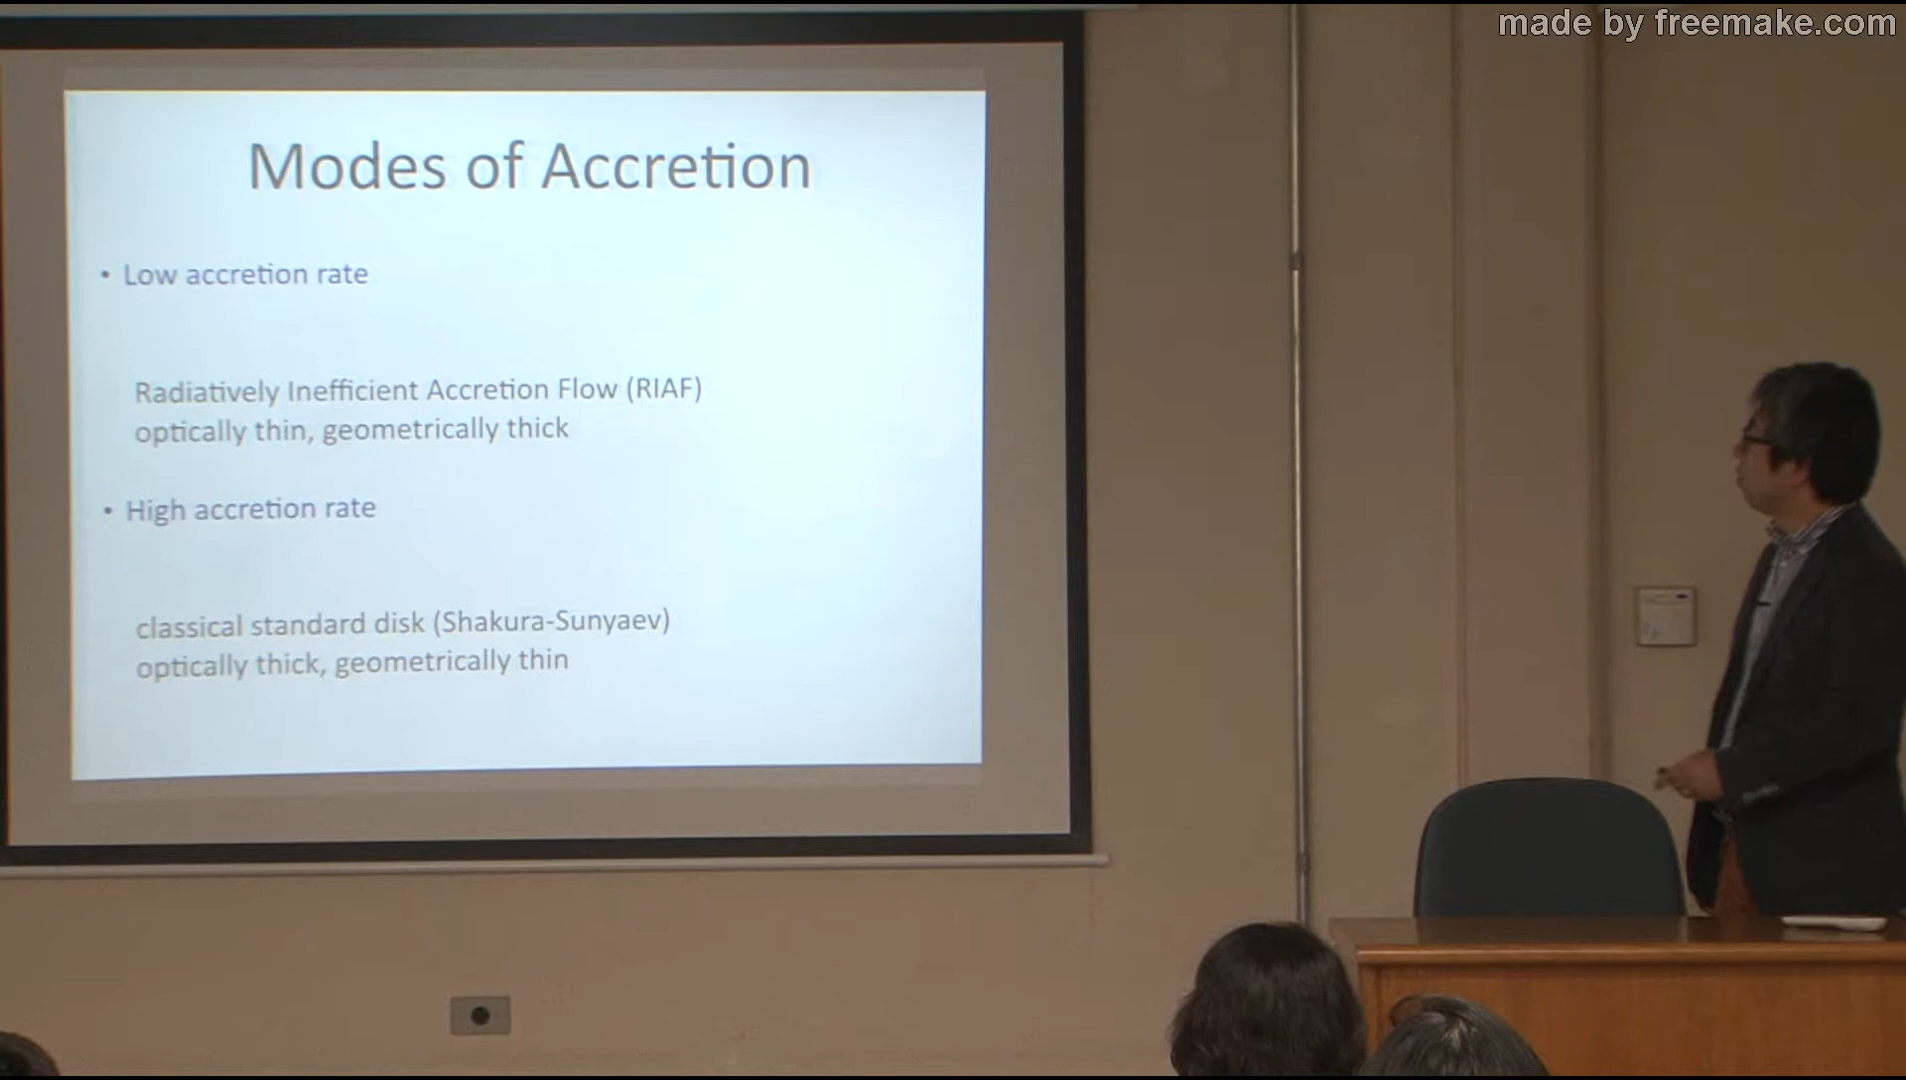 made by freemake.com
Modes of Accretion
• Low accretion rate
Radiatively Inefficient Accretion Flow (RIAF)
optically thin, geometrically thick
• High accretion rate
classical standard disk (Shakura-Sunyaev)
optically thick, geometrically thin